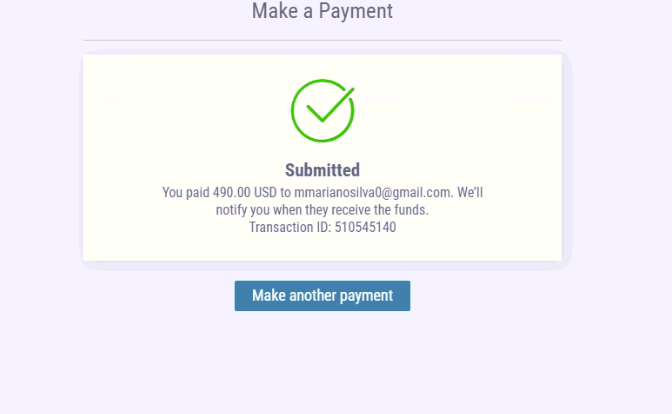 Make a Payment
Submitted
You paid 490.00 USD to mmarianosilva0@gmail.com. We'll
notify you when they receive the funds.
Transaction ID: 510545140
Make another payment